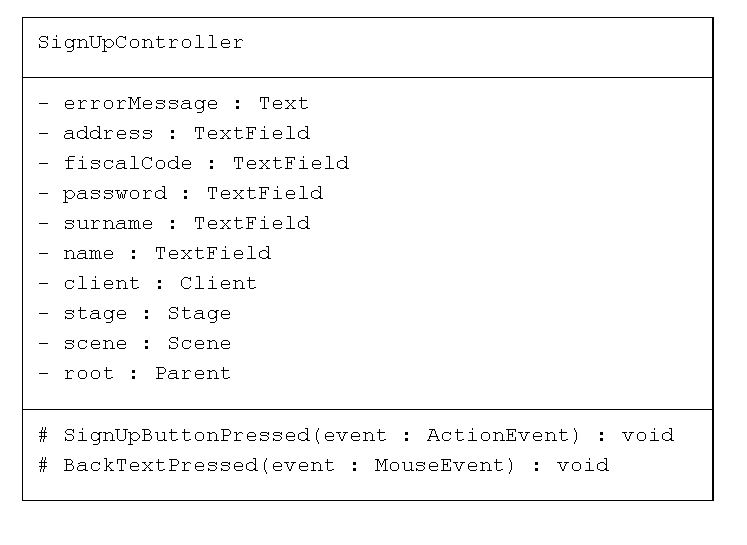 SignUpController
- errorMessage : Text
- address : TextField
- fiscalCode : TextField
- password : TextField
- surname : TextField
- name : TextField
- client : Client
- stage : Stage
- scene : Scene
- root : Parent
# SignUpButtonPressed(event : ActionEvent) : void
# BackTextPressed(event : MouseEvent) : void